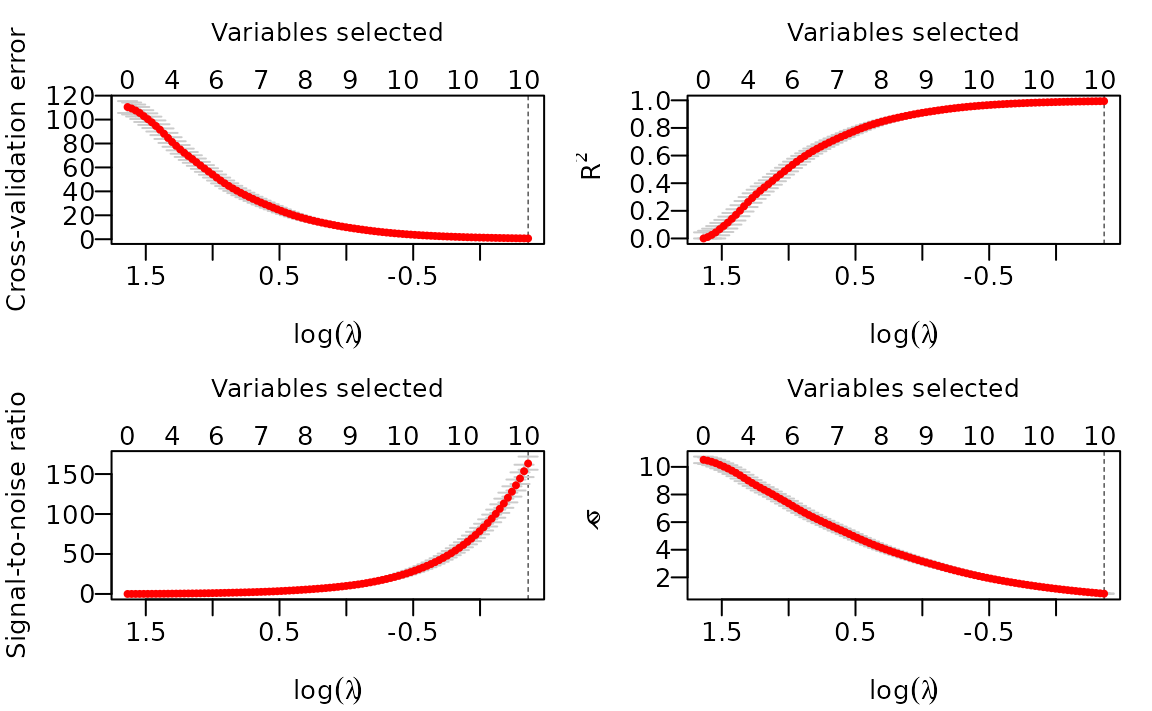 Variables selected
0 4 6 7 8 9 10 10 10
Cross-validation error
120
100
80
60
40
20
0
1.5 0.5 -0.5
log(λ)
Variables selected
0 4 6 7 8 9 10 10 10
R²
1.0
0.8
0.6
0.4
0.2
0.0
1.5 0.5 -0.5
log(λ)
Variables selected
0 4 6 7 8 9 10 10 10
Signal-to-noise ratio
150
100
50
0
1.5 0.5 -0.5
log(λ)
Variables selected
0 4 6 7 8 9 10 10 10
10
8
6
4
2
1.5 0.5 -0.5
log(λ)